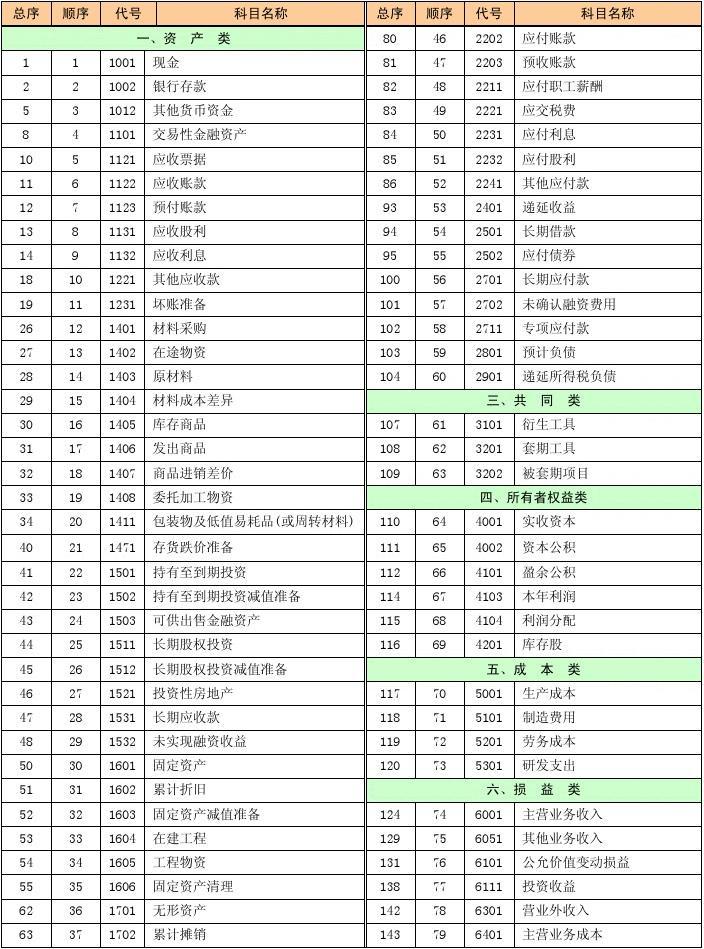 总序 顺序 代号 科目名称
一、资 产 类
1 1 1001 现金
2 2 1002 银行存款
5 3 1012 其他货币资金
8 4 1101 交易性金融资产
10 5 1121 应收票据
11 6 1122 应收账款
12 7 1123 预付账款
13 8 1131 应收股利
14 9 1132 应收利息
18 10 1221 其他应收款
19 11 1231 坏账准备
26 12 1401 材料采购
27 13 1402 在途物资
28 14 1403 原材料
29 15 1404 材料成本差异
30 16 1405 库存商品
31 17 1406 发出商品
32 18 1407 商品进销差价
33 19 1408 委托加工物资
34 20 1411 包装物及低值易耗品(或周转材料)
40 21 1471 存货跌价准备
41 22 1501 持有至到期投资
42 23 1502 持有至到期投资减值准备
43 24 1503 可供出售金融资产
44 25 1511 长期股权投资
45 26 1512 长期股权投资减值准备
46 27 1521 投资性房地产
47 28 1531 长期应收款
48 29 1532 未实现融资收益
50 30 1601 固定资产
51 31 1602 累计折旧
52 32 1603 固定资产减值准备
53 33 1604 在建工程
54 34 1605 工程物资
55 35 1606 固定资产清理
62 36 1701 无形资产
63 37 1702 累计摊销
总序 顺序 代号 科目名称
80 46 2202 应付账款
81 47 2203 预收账款
82 48 2211 应付职工薪酬
83 49 2221 应交税费
84 50 2231 应付利息
85 51 2232 应付股利
86 52 2241 其他应付款
93 53 2401 递延收益
94 54 2501 长期借款
95 55 2502 应付债券
100 56 2701 长期应付款
101 57 2702 未确认融资费用
102 58 2711 专项应付款
103 59 2801 预计负债
104 60 2901 递延所得税负债
三、共 同 类
107 61 3101 衍生工具
108 62 3201 套期工具
109 63 3202 被套期项目
四、所有者权益类
110 64 4001 实收资本
111 65 4002 资本公积
112 66 4101 盈余公积
114 67 4103 本年利润
115 68 4104 利润分配
116 69 4201 库存股
五、成 本 类
117 70 5001 生产成本
118 71 5101 制造费用
119 72 5201 劳务成本
120 73 5301 研发支出
六、损 益 类
124 74 6001 主营业务收入
129 75 6051 其他业务收入
131 76 6101 公允价值变动损益
138 77 6111 投资收益
142 78 6301 营业外收入
143 79 6401 主营业务成本